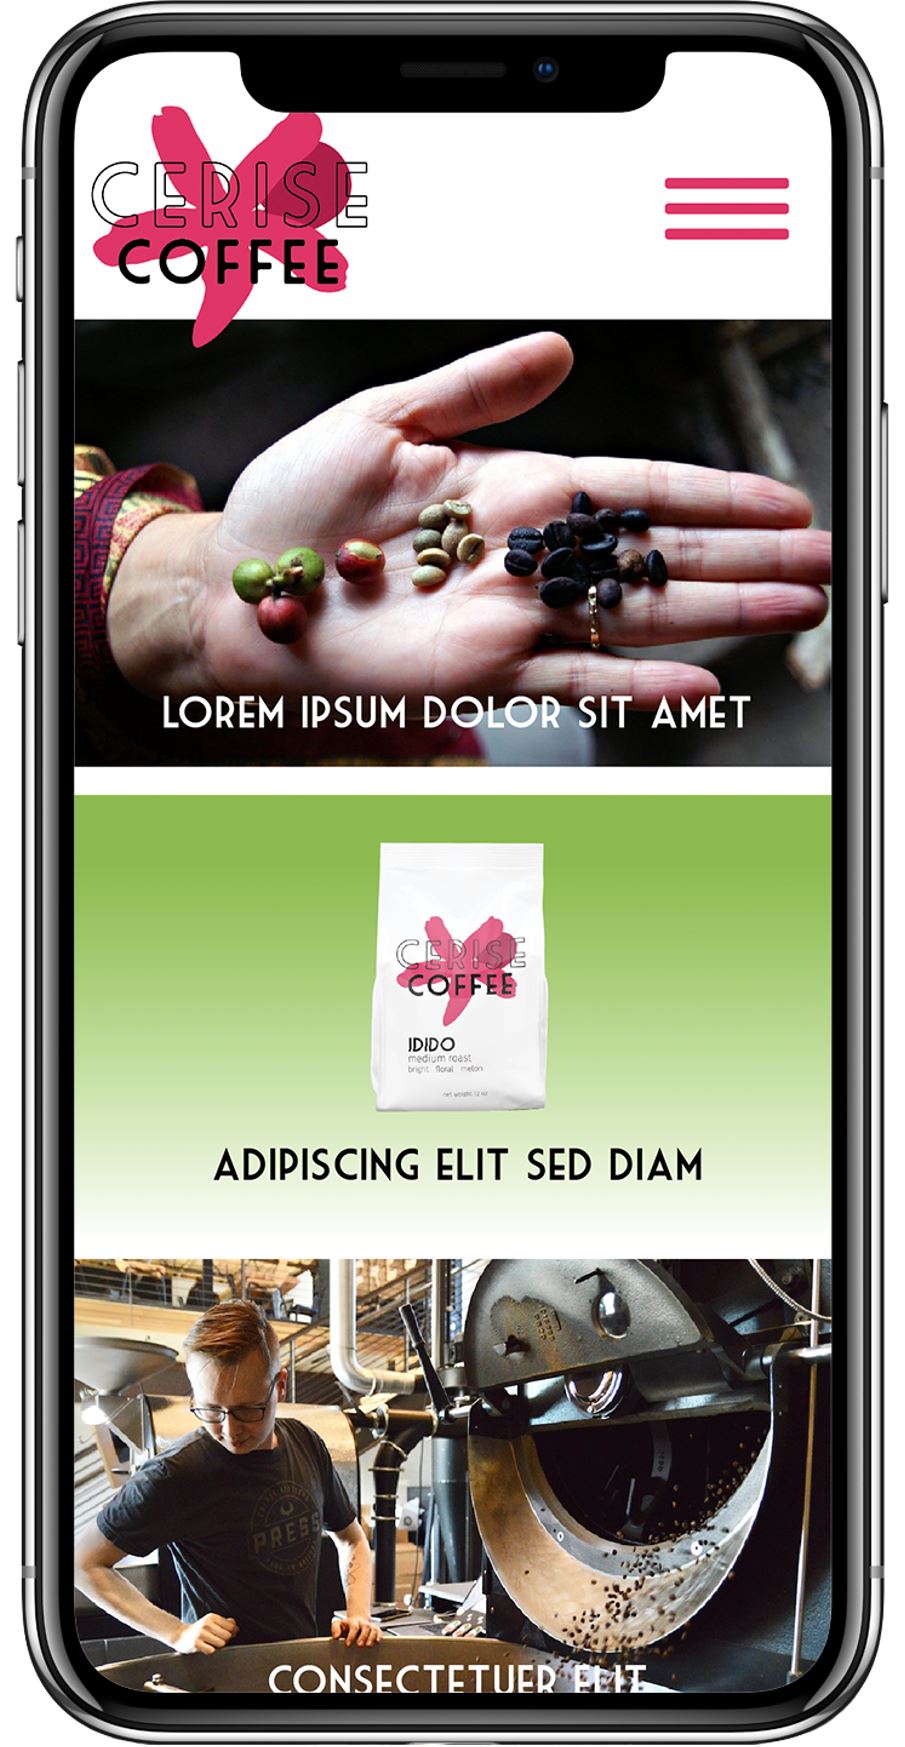 CERISE
COFFEE
LOREM IPSUM DOLOR SIT AMET
CERISE
COFFEE
IDIDO
medium roast
bright floral melon
net weight 12 oz
ADIPISCING ELIT SED DIAM
PRESS
CONSECTETUER ELIT